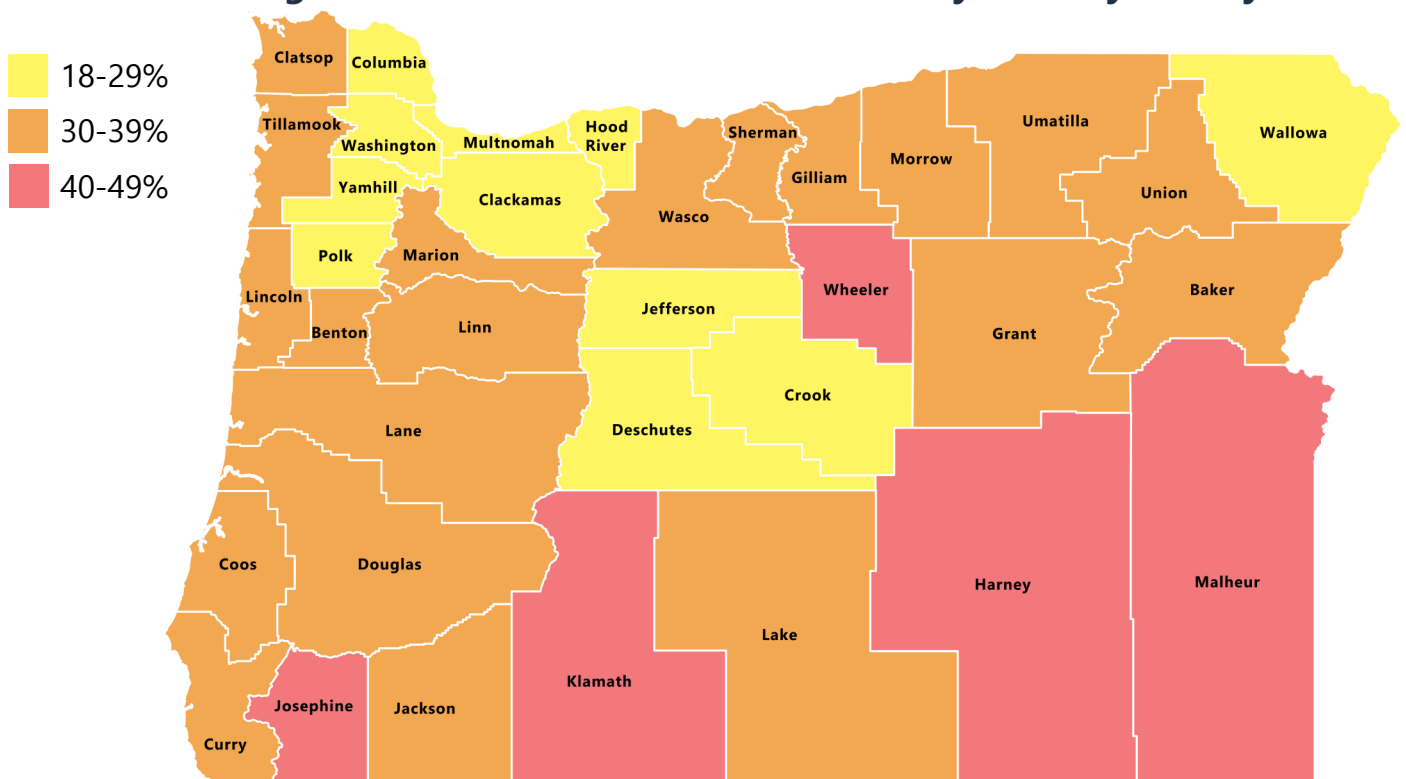 18-29%
30-39%
40-49%
Clatsop
Columbia
Tillamook
Washington
Multnomah
Hood
River
Sherman
Gilliam
Morrow
Umatilla
Wallowa
Union
Yamhill
Clackamas
Wasco
Polk
Marion
Wheeler
Baker
Lincoln
Benton
Linn
Jefferson
Grant
Crook
Lane
Deschutes
Coos
Douglas
Harney
Malheur
Lake
Klamath
Josephine
Jackson
Curry